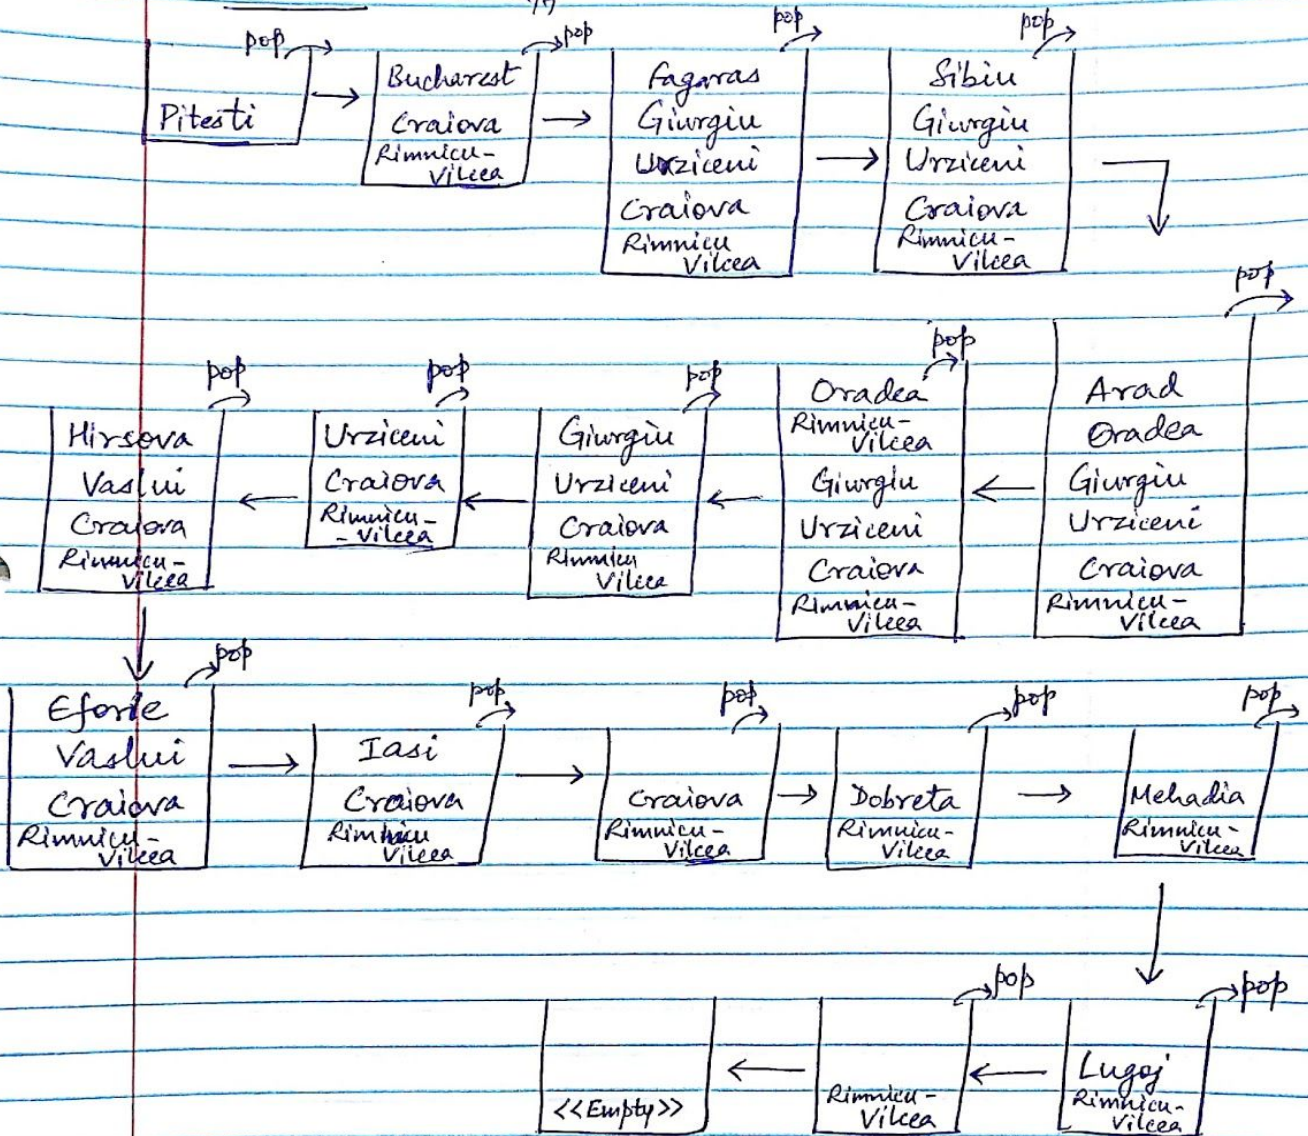 pop
Pitesti
pop
Bucharest
Craiova
Rimnicu-
Vilcea
pop
Fagaras
Giurgiu
Urziceni
Craiova
Rimnicu
Vilcea
pop
Sibiu
Giurgiu
Urziceni
Craiova
Rimnicu-
Vilcea
pop
Arad
Oradea
Giurgiu
Urziceni
Craiova
Rimnicu-
Vilcea
pop
Oradea
Rimnicu-
Vilcea
Giurgiu
Urziceni
Craiova
Rimnicu-
Vilcea
pop
Giurgiu
Urziceni
Craiova
Rimnicu
Vilcea
pop
Urziceni
Craiova
Rimnicu-
-Vilcea
pop
Hirsova
Vaslui
Craiova
Rimnicu-
Vilcea
pop
Eforie
Vaslui
Craiova
Rimnicu-
Vilcea
pop
Iasi
Craiova
Rimnicu
Vilcea
pop
Craiova
Rimnicu-
Vilcea
pop
Dobreta
Rimnicu-
Vilcea
pop
Mehadia
Rimnicu-
Vilcea
pop
Lugoj
Rimnicu-
Vilcea
pop
Rimnicu-
Vilcea
<<Empty>>